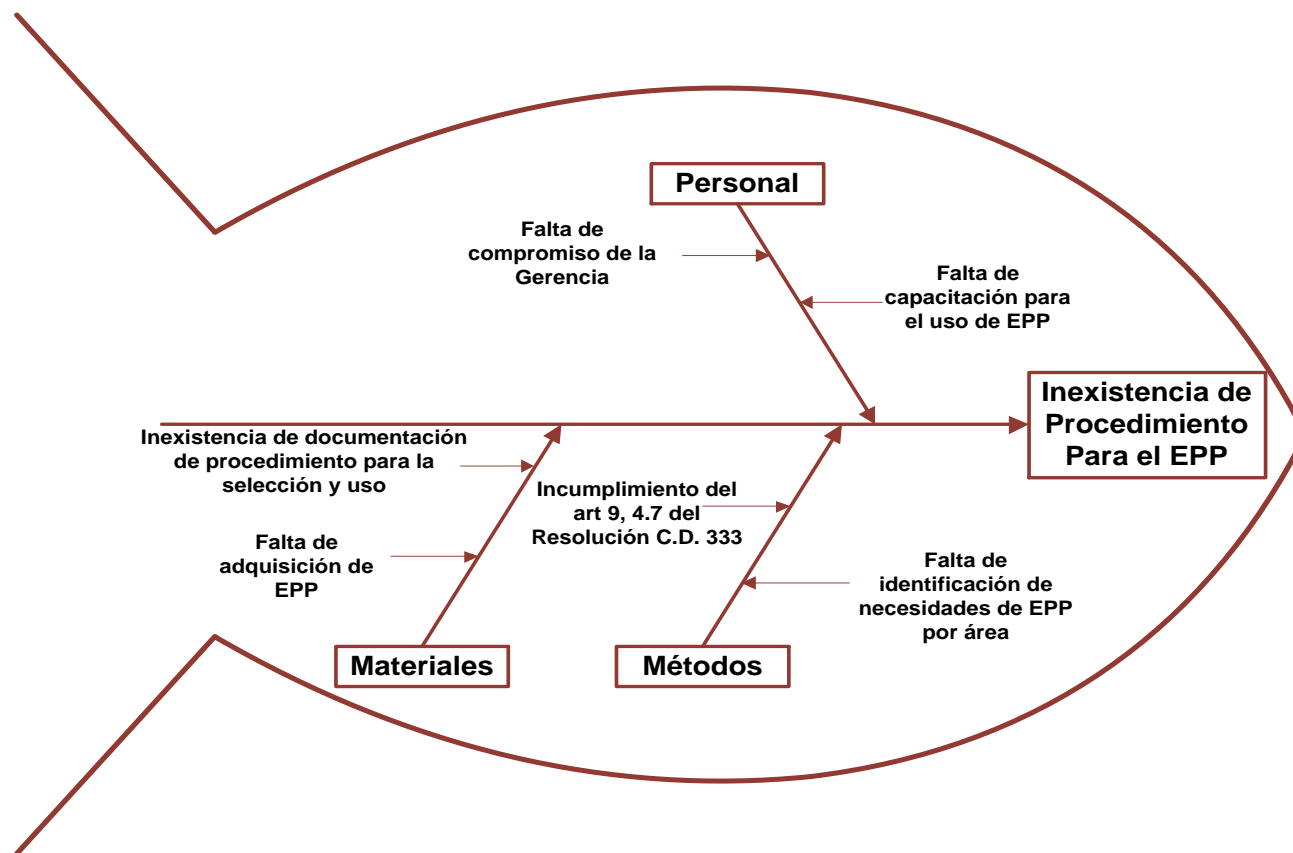 Personal
Falta de
compromiso de la
Gerencia
Falta de
capacitación para
el uso de EPP
Inexistencia de
Procedimiento
Para el EPP
Inexistencia de documentación
de procedimiento para la
selección y uso
Incumplimiento del
art 9, 4.7 del
Resolución C.D. 333
Falta de
adquisición de
EPP
Falta de
identificación de
necesidades de EPP
por área
Materiales
Métodos